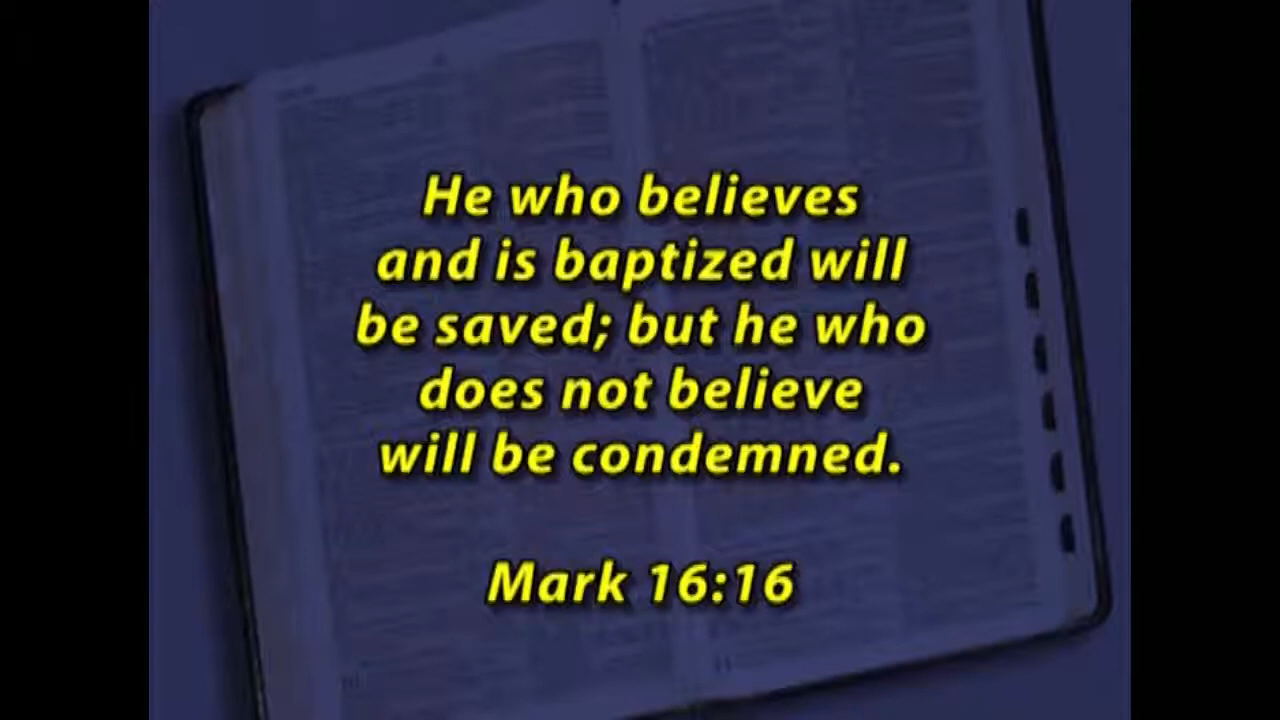 He who believes
and is baptized will
be saved; but he who
does not believe
will be condemned.
Mark 16:16